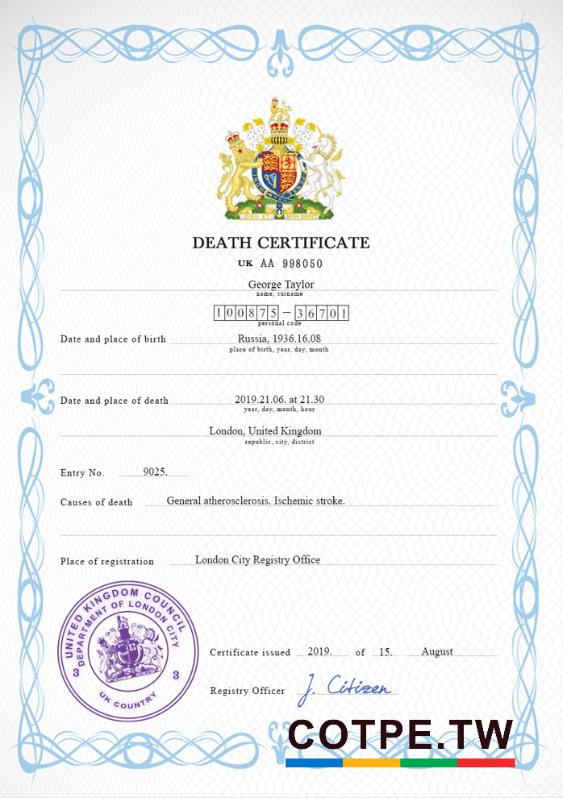 DIEU ET MON DROIT
DEATH CERTIFICATE
UK AA 998050
George Taylor
name, surname
100875 – 36701
personal code
Date and place of birth Russia, 1936.16.08
place of birth, year, day, month
Date and place of death 2019.21.06. at 21.30
year, day, month, hour
London, United Kingdom
republic, city, district
Entry No. 9025.
Causes of death General atherosclerosis. Ischemic stroke.
Place of registration London City Registry Office
UNITED KINGDOM COUNCIL
DEPARTMENT OF LONDON CITY
3 3
UK COUNTRY
Certificate issued 2019. of 15. August
Registry Officer J. Citizen
COTPE.TW